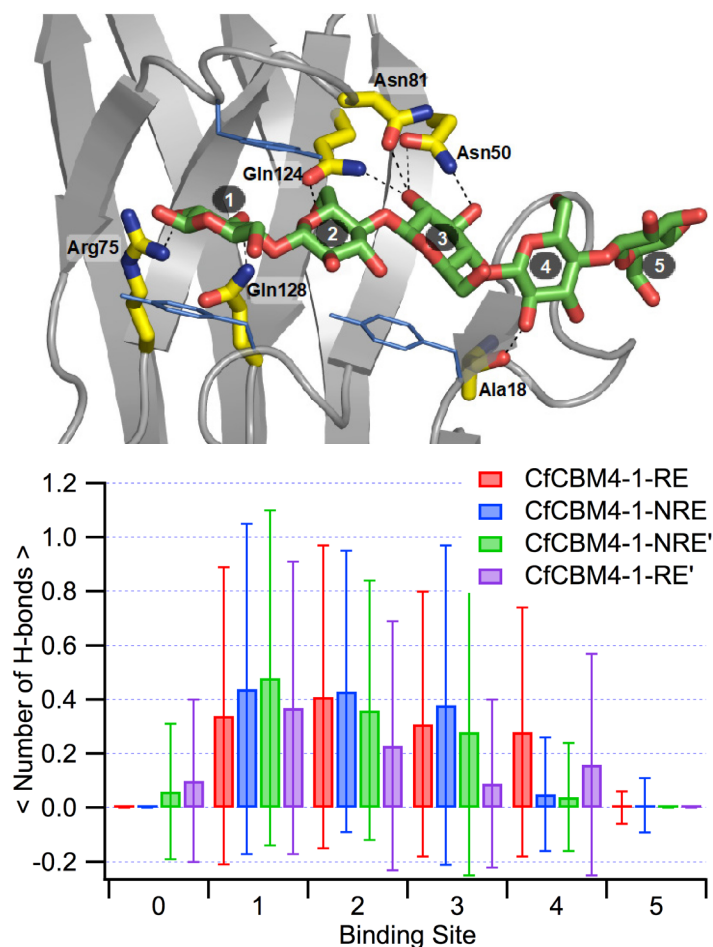 Asn81
Asn50
Gln124
1
2
3
4
5
Arg75
Gln128
Ala18
1.2
1.0
0.8
0.6
0.4
0.2
0.0
-0.2
< Number of H-bonds >
CfCBM4-1-RE
CfCBM4-1-NRE
CfCBM4-1-NRE'
CfCBM4-1-RE'
0 1 2 3 4 5
Binding Site